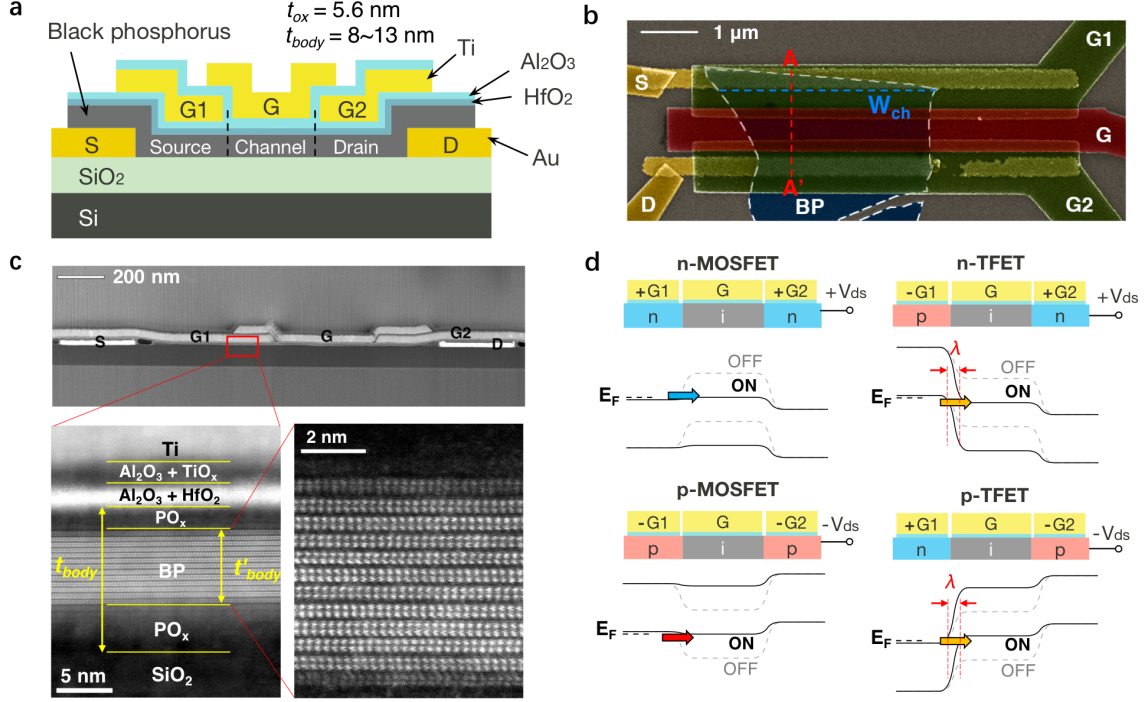 a
t_ox = 5.6 nm
t_body = 8~13 nm
Black phosphorus
Ti
Al₂O₃
HfO₂
G1 G G2
S Source Channel Drain D
Au
SiO₂
Si
b
1 μm
G1
A
S
W_ch
G
A'
D
BP
G2
c
200 nm
S G1 G G2 D
Ti
Al₂O₃ + TiOₓ
Al₂O₃ + HfO₂
POₓ
t_body
BP
t'_body
POₓ
SiO₂
5 nm
2 nm
d
n-MOSFET
+G1 G +G2
+Vds
n i n
OFF
ON
E_F
n-TFET
-G1 G +G2
+Vds
p i n
λ
OFF
ON
E_F
p-MOSFET
-G1 G -G2
-Vds
p i p
E_F
ON
OFF
p-TFET
+G1 G -G2
-Vds
n i p
λ
E_F
ON
OFF